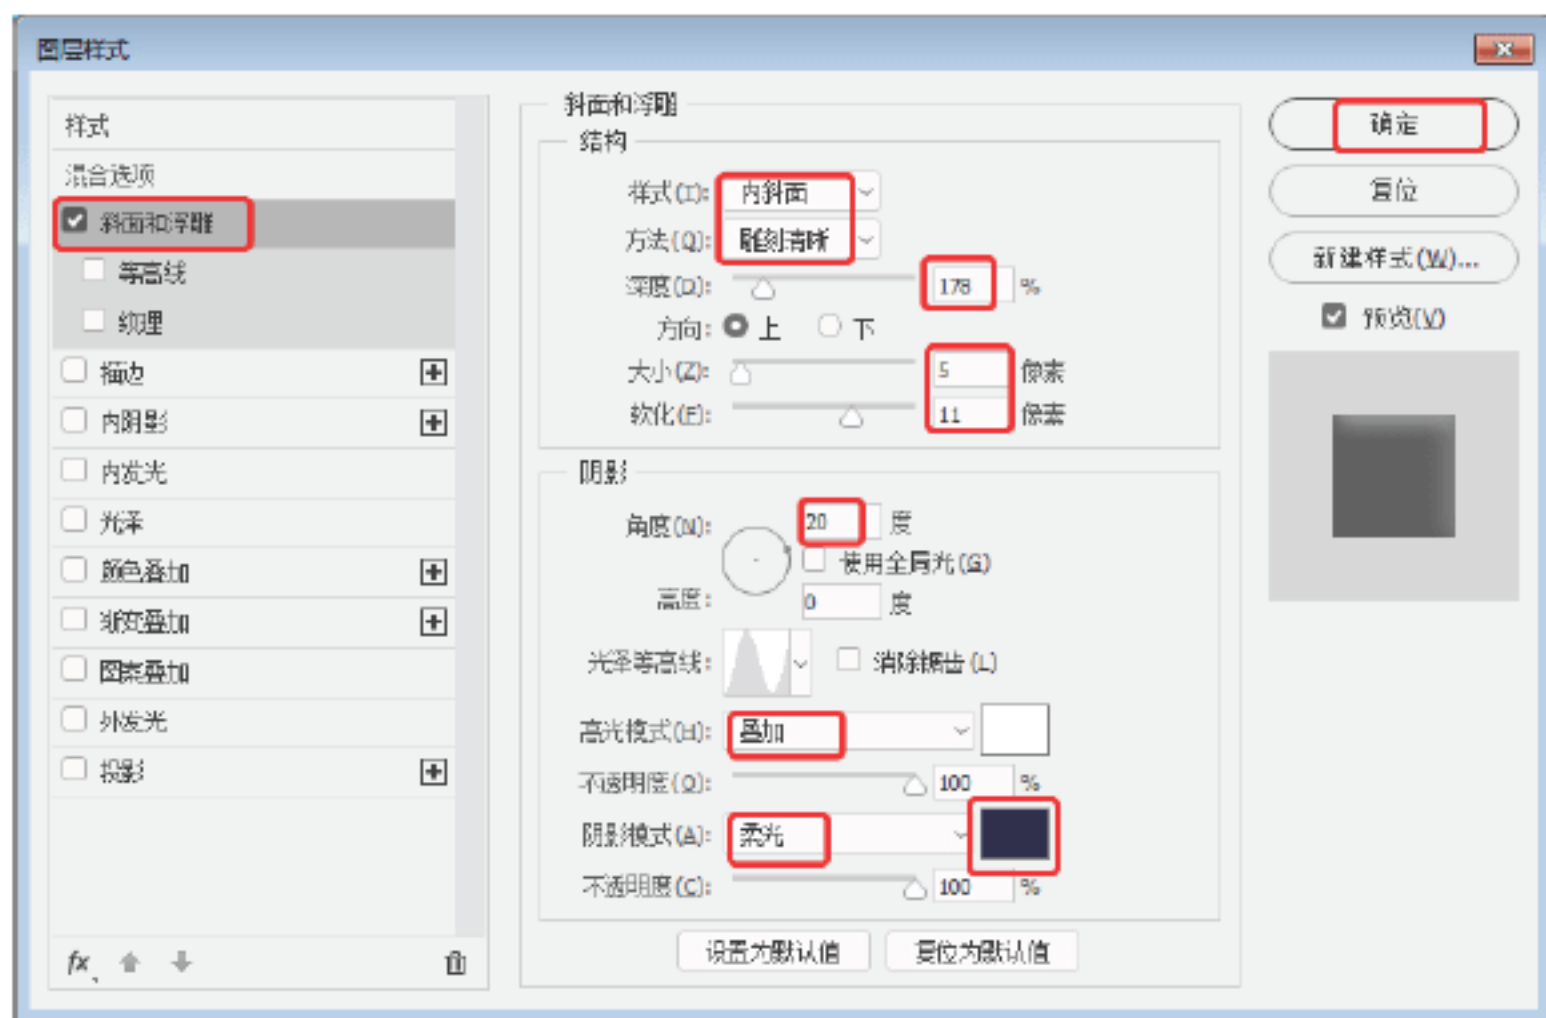 图层样式
样式
混合选项
斜面和浮雕
等高线
纹理
描边
内阴影
内发光
光泽
颜色叠加
渐变叠加
图案叠加
外发光
投影
fx
斜面和浮雕
结构
样式(T): 内斜面
方法(Q): 雕刻清晰
深度(D): 178 %
方向: 上 下
大小(Z): 5 像素
软化(F): 11 像素
阴影
角度(N): 20 度
使用全局光(G)
高度: 0 度
光泽等高线: 消除锯齿(L)
高光模式(H): 叠加
不透明度(O): 100 %
阴影模式(A): 柔光
不透明度(C): 100 %
设置为默认值 复位为默认值
确定
复位
新建样式(W)...
预览(V)